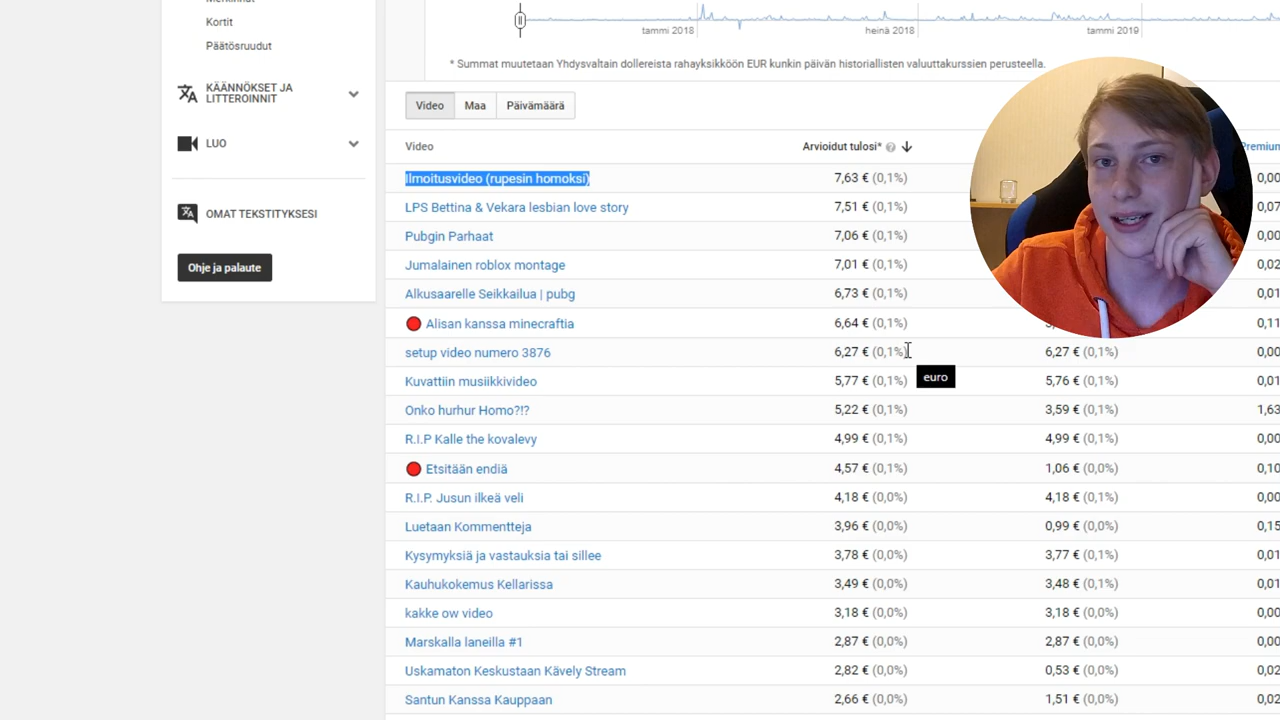 Kortit
Päätösruudut
KÄÄNNÖKSET JA
LITTEROINNIT
LUO
OMAT TEKSTITYKSESI
Ohje ja palaute
tammi 2018 heinä 2018 tammi 2019
* Summat muutetaan Yhdysvaltain dollereista rahayksikköön EUR kunkin päivän historiallisten valuuttakurssien perusteella.
Video Maa Päivämäärä
Video Arvioidut tulosi*
Ilmoitusvideo (rupesin homoksi) 7,63 € (0,1%) 0,00
LPS Bettina & Vekara lesbian love story 7,51 € (0,1%) 0,07
Pubgin Parhaat 7,06 € (0,1%) 0,00
Jumalainen roblox montage 7,01 € (0,1%) 0,02
Alkusaarelle Seikkailua | pubg 6,73 € (0,1%) 0,01
Alisan kanssa minecraftia 6,64 € (0,1%) 0,11
setup video numero 3876 6,27 € (0,1%) 6,27 € (0,1%) 0,00
euro
Kuvattiin musiikkivideo 5,77 € (0,1%) 5,76 € (0,1%) 0,01
Onko hurhur Homo?!? 5,22 € (0,1%) 3,59 € (0,1%) 1,63
R.I.P Kalle the kovalevy 4,99 € (0,1%) 4,99 € (0,1%) 0,00
Etsitään endiä 4,57 € (0,1%) 1,06 € (0,0%) 0,10
R.I.P. Jusun ilkeä veli 4,18 € (0,0%) 4,18 € (0,1%) 0,00
Luetaan Kommentteja 3,96 € (0,0%) 0,99 € (0,0%) 0,15
Kysymyksiä ja vastauksia tai sillee 3,78 € (0,0%) 3,77 € (0,1%) 0,01
Kauhukokemus Kellarissa 3,49 € (0,0%) 3,48 € (0,1%) 0,01
kakke ow video 3,18 € (0,0%) 3,18 € (0,1%) 0,00
Marskalla laneilla #1 2,87 € (0,0%) 2,87 € (0,1%) 0,00
Uskamaton Keskustaan Kävely Stream 2,82 € (0,0%) 0,53 € (0,0%) 0,02
Santun Kanssa Kauppaan 2,66 € (0,0%) 1,51 € (0,0%) 0,02